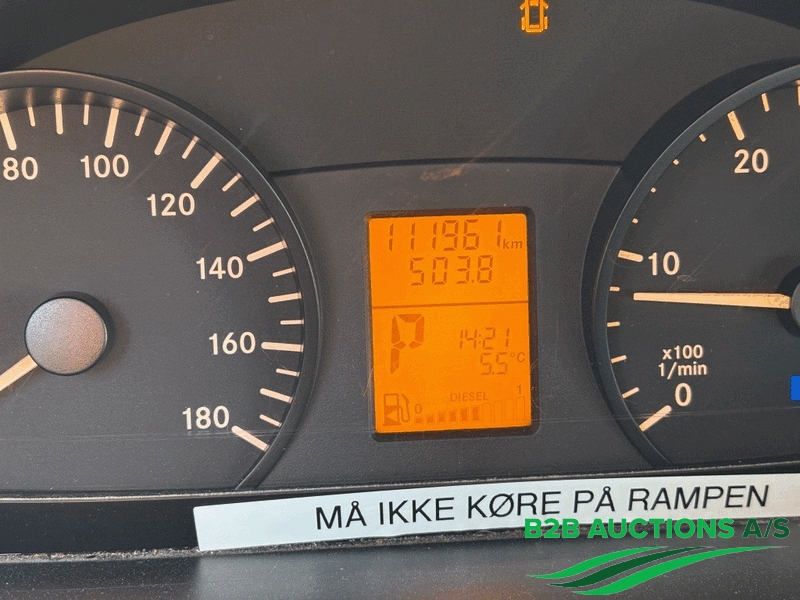 80
100
120
140
160
180
111961 km
503.8
P
14:21
5.5°C
DIESEL
0 1
20
10
x100
1/min
0
MÅ IKKE KØRE PÅ RAMPEN
B2B AUCTIONS A/S